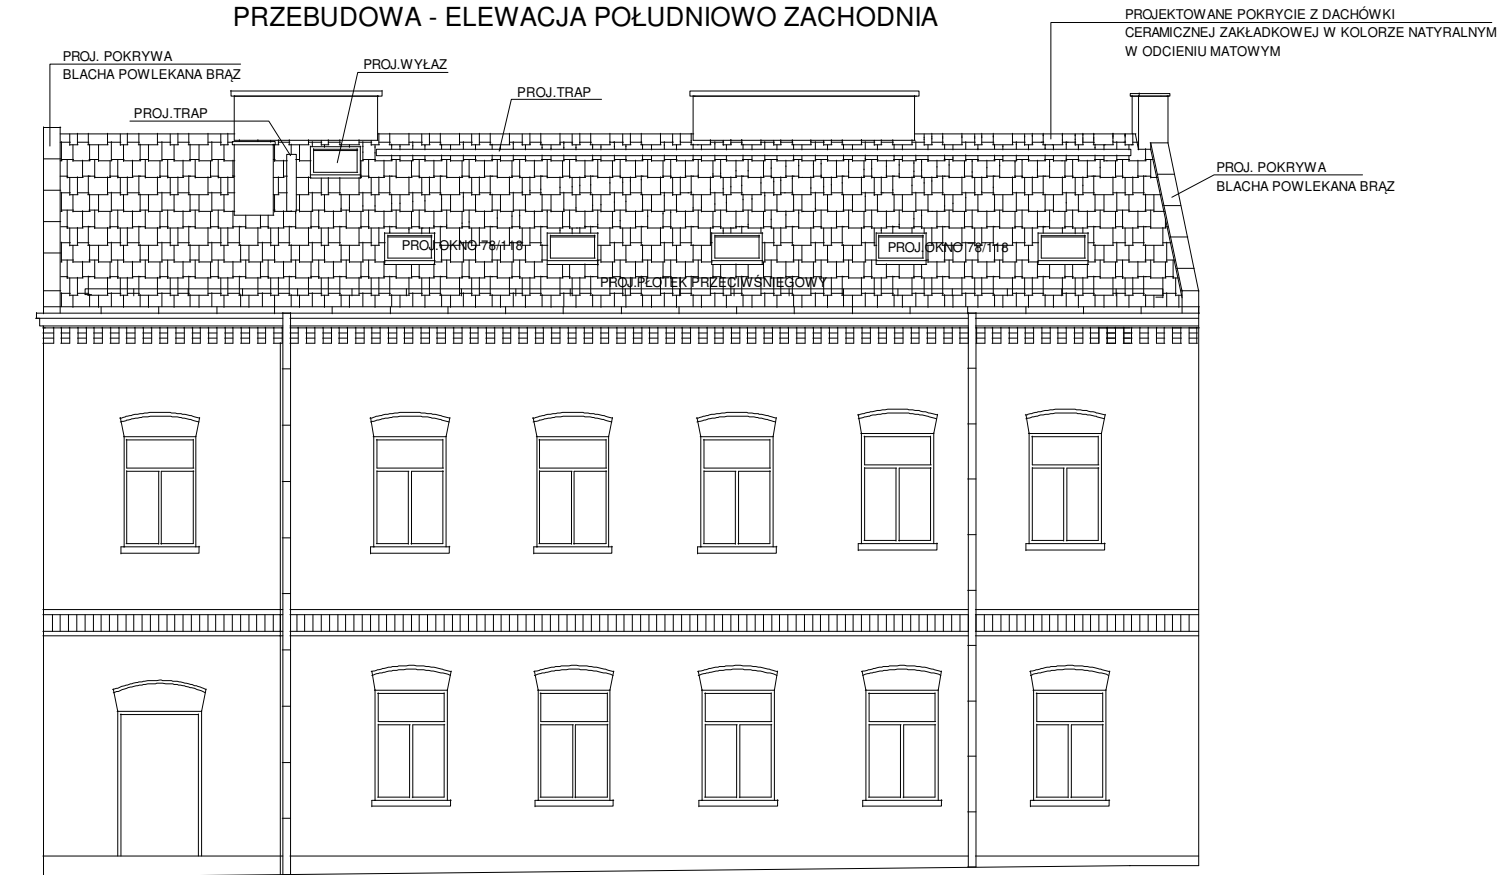 PRZEBUDOWA - ELEWACJA POŁUDNIOWO ZACHODNIA
PROJEKTOWANE POKRYCIE Z DACHÓWKI
CERAMICZNEJ ZAKŁADKOWEJ W KOLORZE NATYRALNYM
W ODCIENIU MATOWYM
PROJ. POKRYWA
BLACHA POWLEKANA BRĄZ
PROJ.WYŁAZ
PROJ.TRAP
PROJ.TRAP
PROJ. POKRYWA
BLACHA POWLEKANA BRĄZ
PROJ.OKNO 78/118
PROJ.OKNO 78/118
PROJ.PŁOTEK PRZECIWŚNIEGOWY